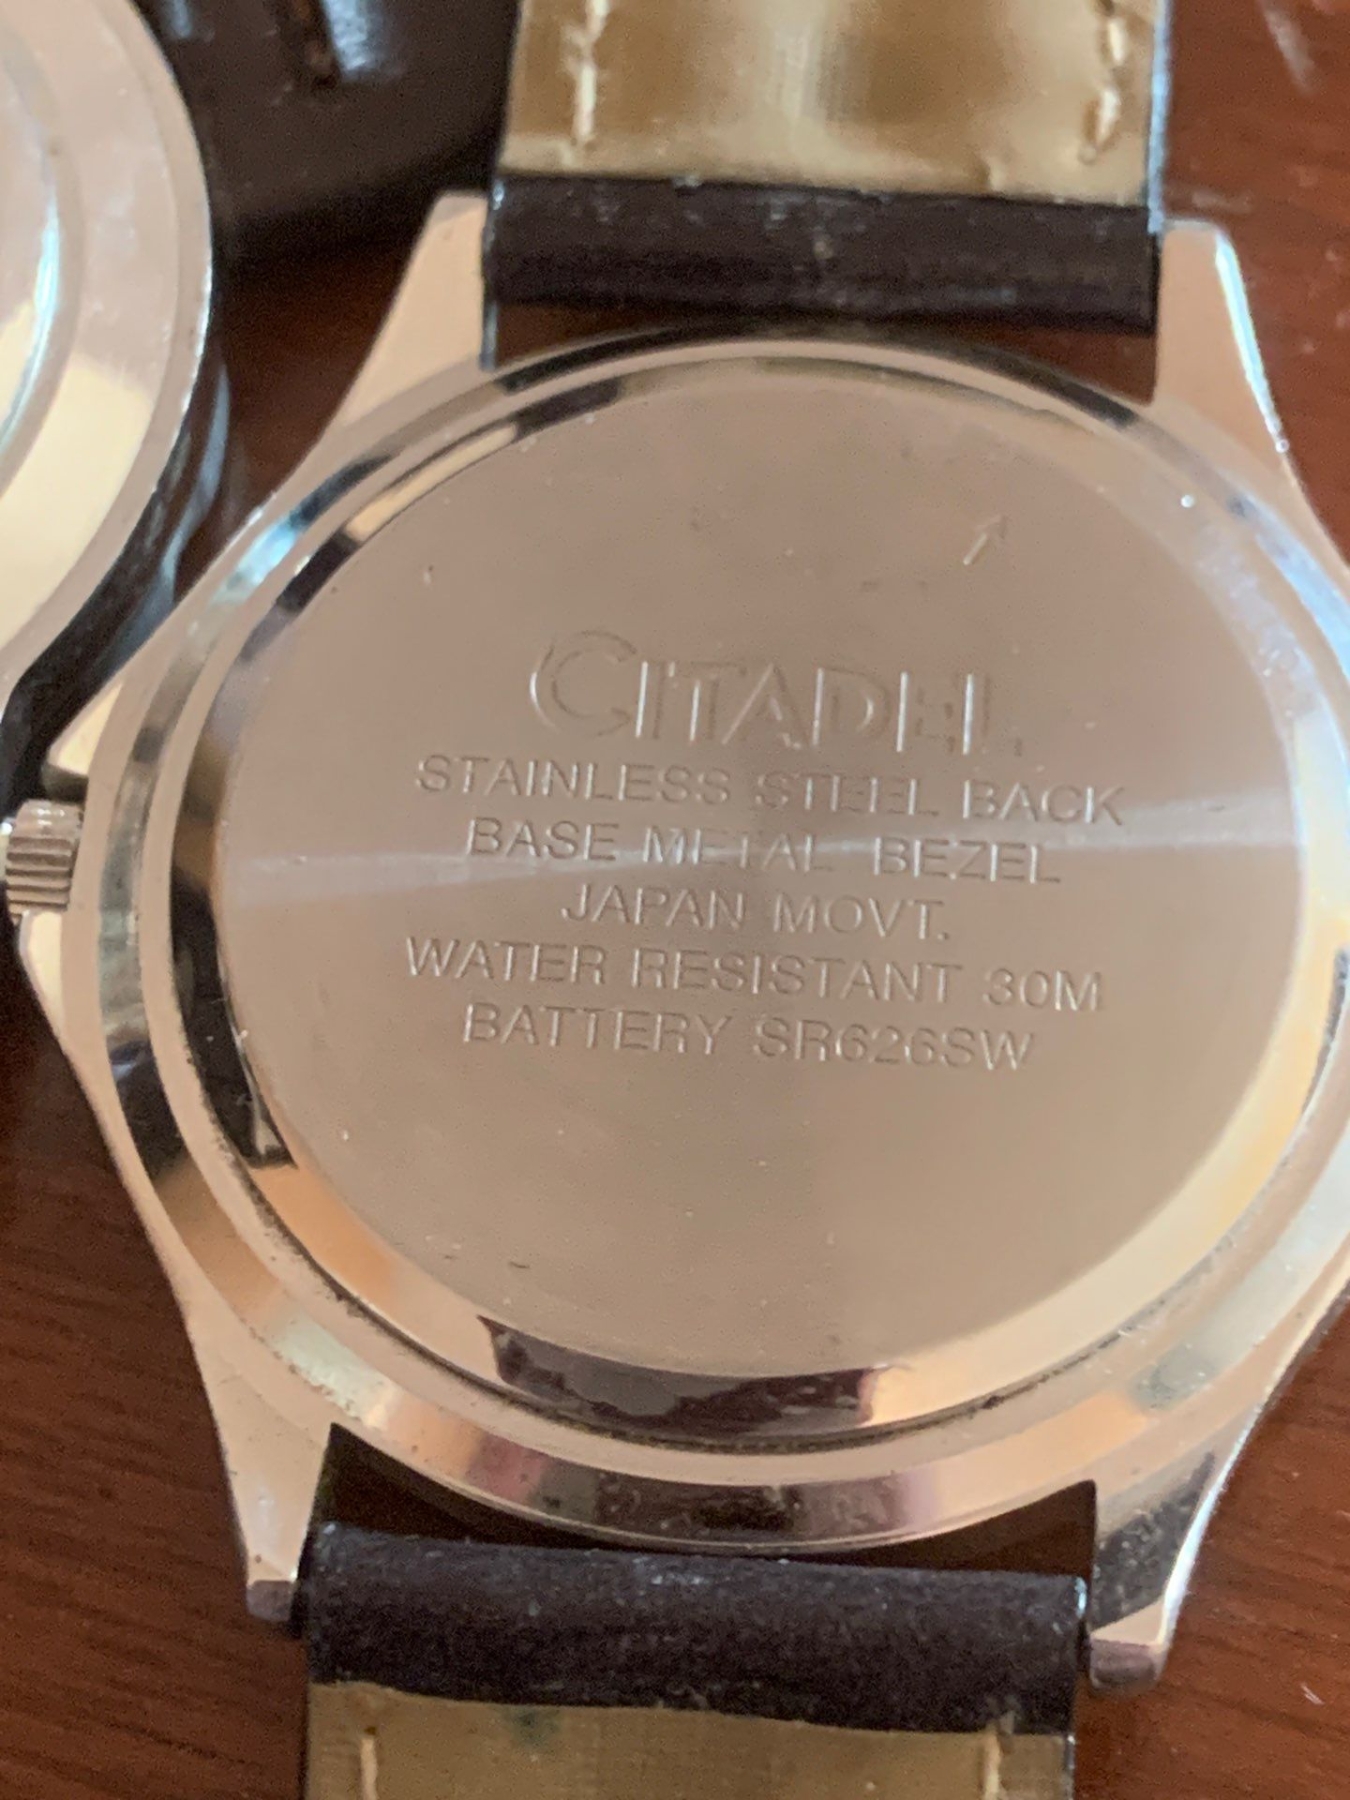 CITADEL
STAINLESS STEEL BACK
BASE METAL BEZEL
JAPAN MOVT.
WATER RESISTANT 30M
BATTERY SR626SW